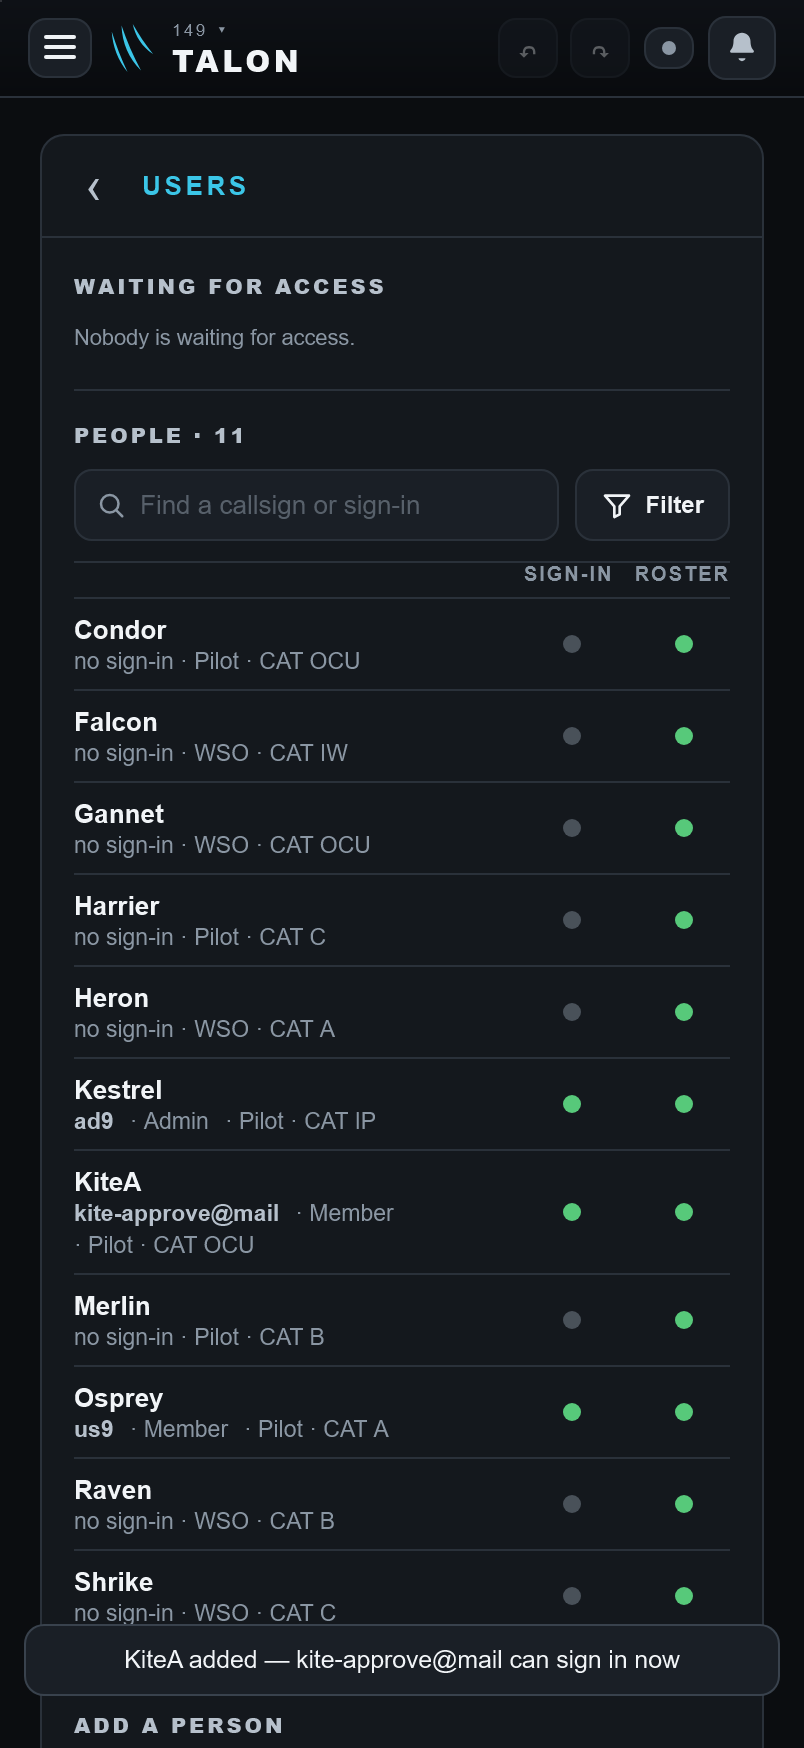 149 ▾
TALON
USERS
WAITING FOR ACCESS
Nobody is waiting for access.
PEOPLE · 11
Find a callsign or sign-in
Filter
SIGN-IN ROSTER
Condor
no sign-in · Pilot · CAT OCU
Falcon
no sign-in · WSO · CAT IW
Gannet
no sign-in · WSO · CAT OCU
Harrier
no sign-in · Pilot · CAT C
Heron
no sign-in · WSO · CAT A
Kestrel
ad9 · Admin · Pilot · CAT IP
KiteA
kite-approve@mail · Member
· Pilot · CAT OCU
Merlin
no sign-in · Pilot · CAT B
Osprey
us9 · Member · Pilot · CAT A
Raven
no sign-in · WSO · CAT B
Shrike
no sign-in · WSO · CAT C
KiteA added — kite-approve@mail can sign in now
ADD A PERSON